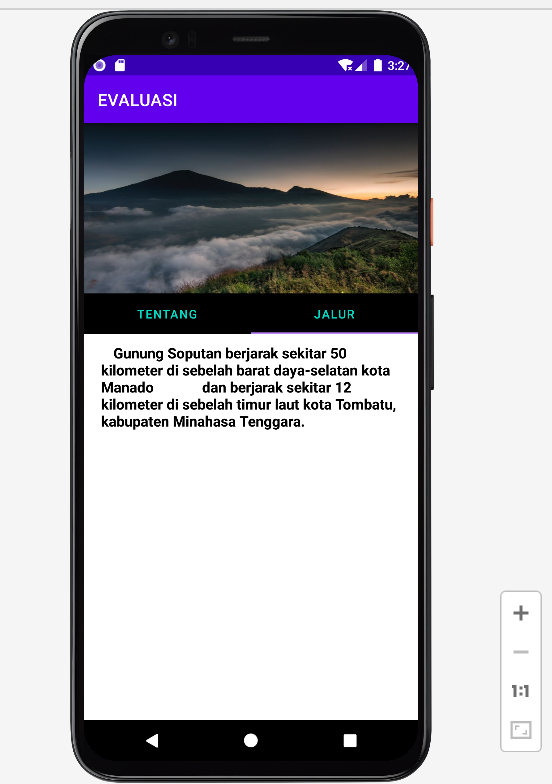 3:27
EVALUASI
TENTANG
JALUR
Gunung Soputan berjarak sekitar 50
kilometer di sebelah barat daya-selatan kota
Manado dan berjarak sekitar 12
kilometer di sebelah timur laut kota Tombatu,
kabupaten Minahasa Tenggara.
1:1